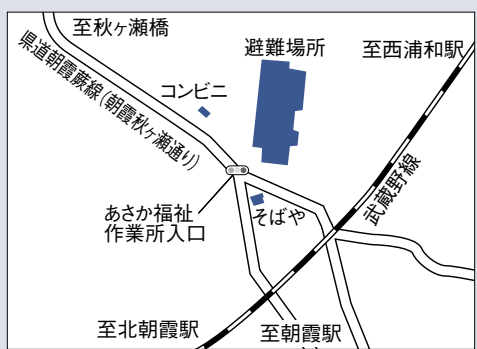 至秋ヶ瀬橋
避難場所
至西浦和駅
県道朝霞蕨線(朝霞秋ヶ瀬通り)
コンビニ
武蔵野線
あさか福祉
作業所入口
そばや
至北朝霞駅
至朝霞駅